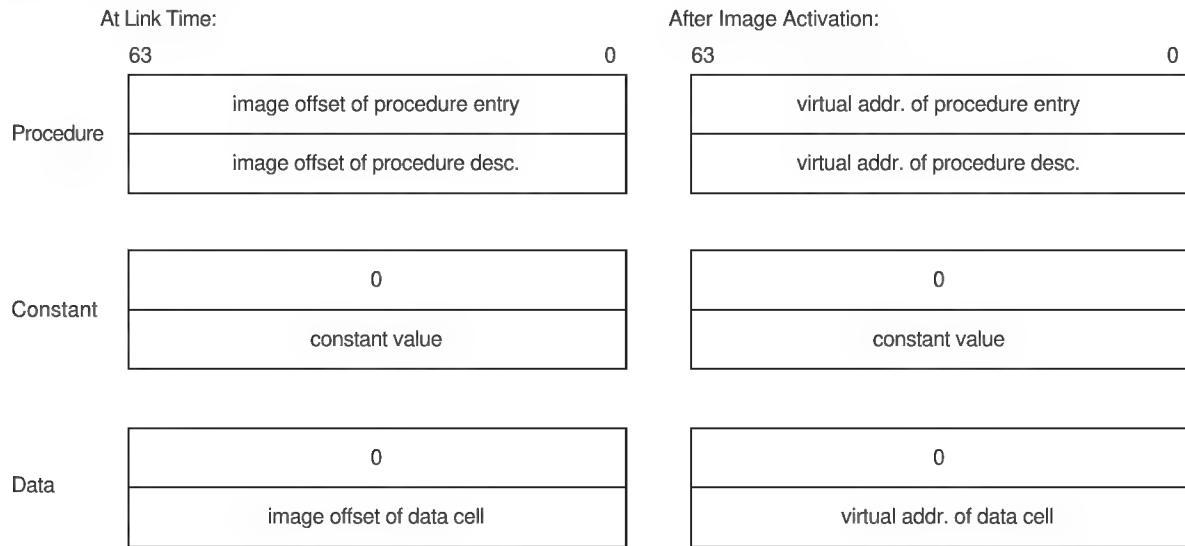 At Link Time: After Image Activation:
63 0 63 0
Procedure
image offset of procedure entry virtual addr. of procedure entry
image offset of procedure desc. virtual addr. of procedure desc.
Constant
0 0
constant value constant value
Data
0 0
image offset of data cell virtual addr. of data cell